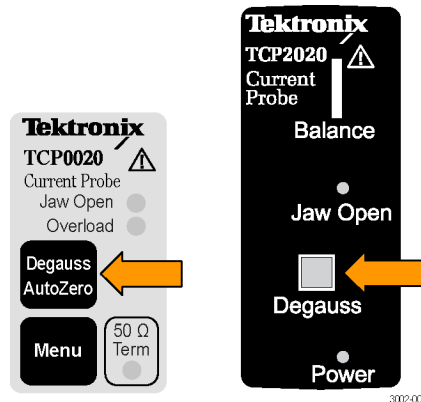 Tektronix
TCP0020
Current Probe
Jaw Open
Overload
Degauss
AutoZero
Menu
50 Ω
Term
Tektronix
TCP2020
Current
Probe
Balance
Jaw Open
Degauss
Power